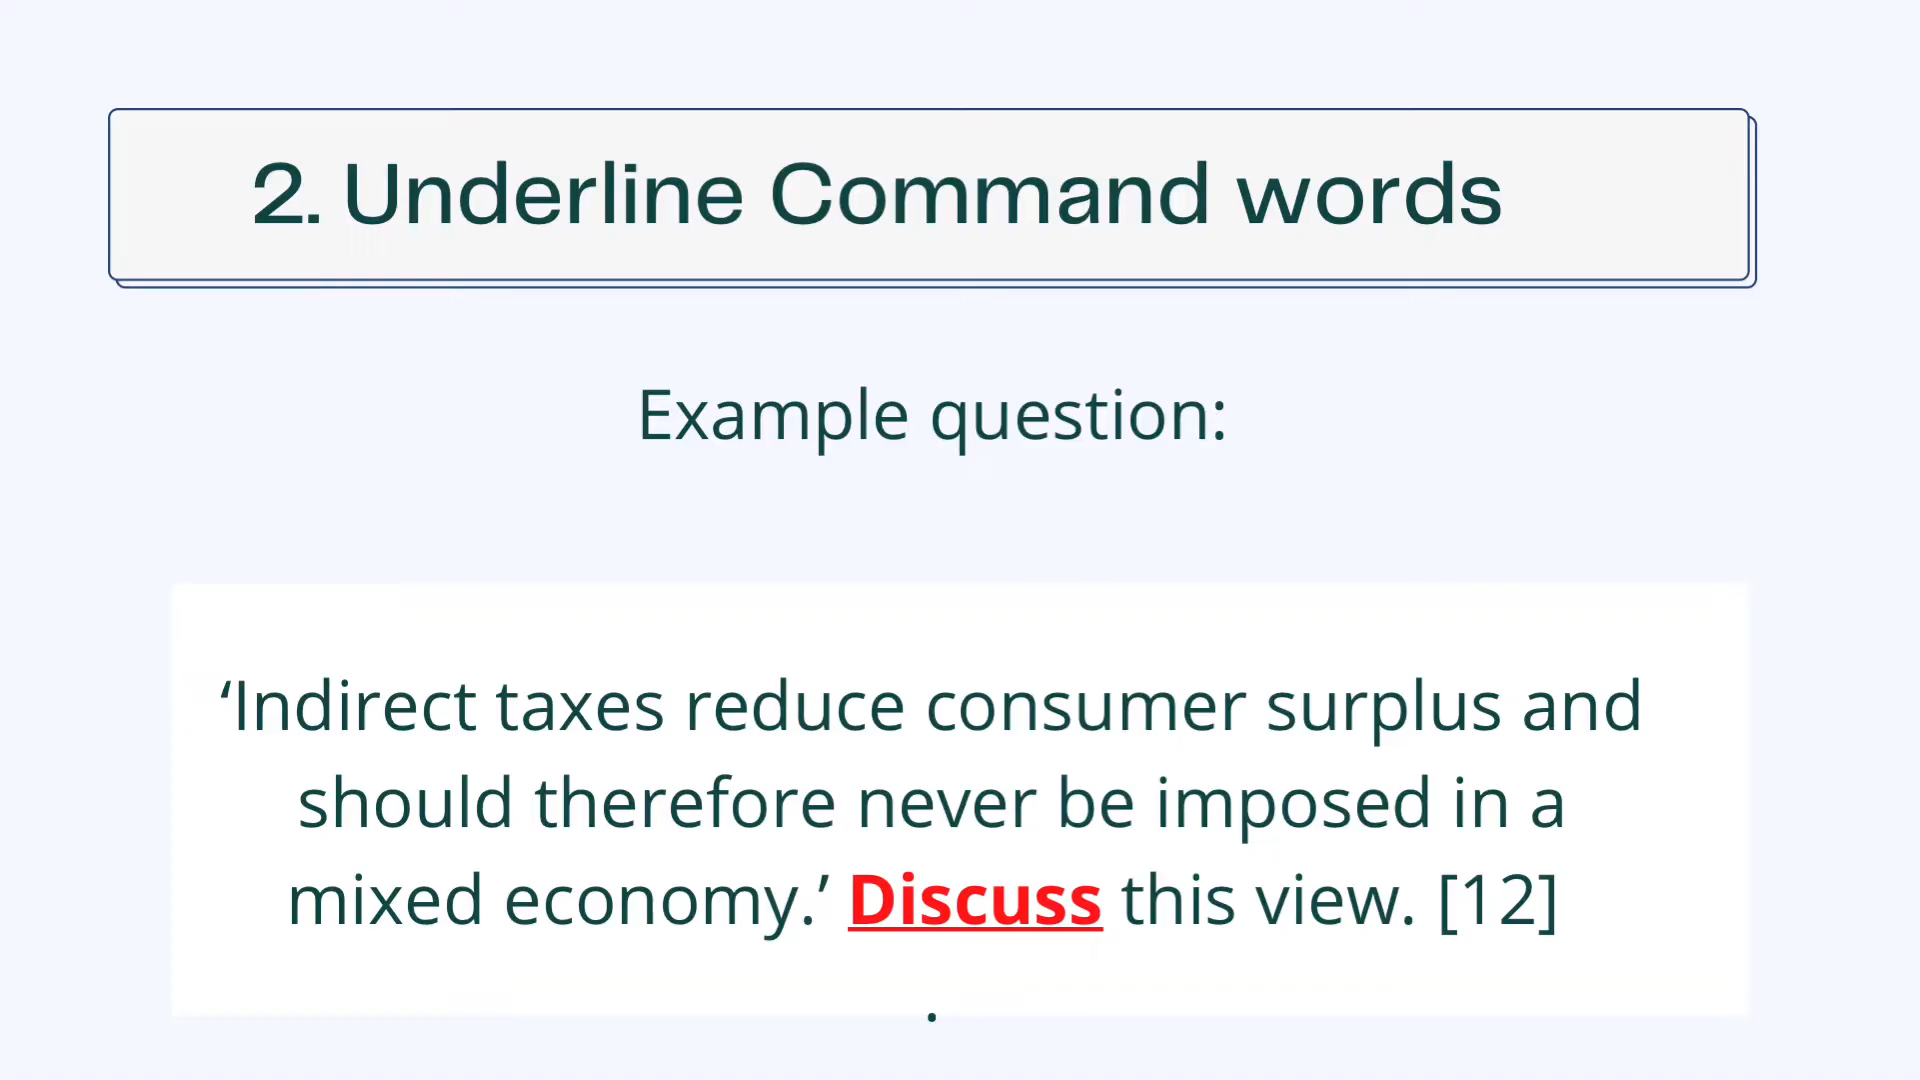 2. Underline Command words
Example question:
‘Indirect taxes reduce consumer surplus and
should therefore never be imposed in a
mixed economy.’ Discuss this view. [12]
.